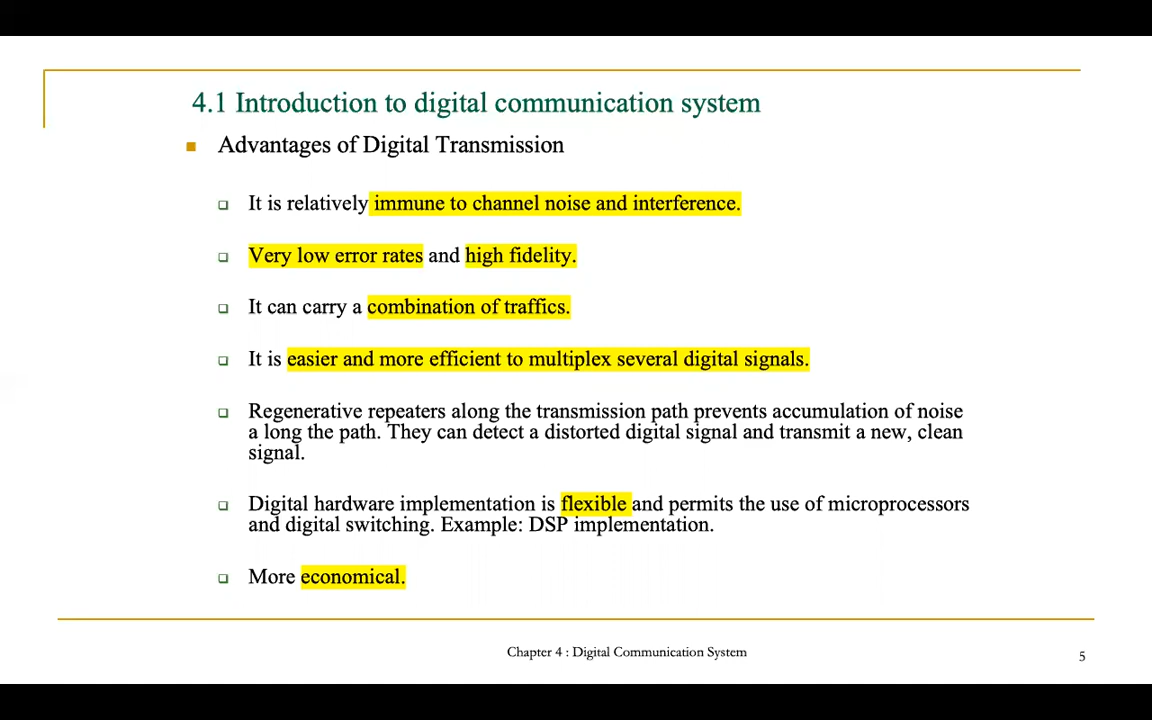 4.1 Introduction to digital communication system
Advantages of Digital Transmission
It is relatively immune to channel noise and interference.
Very low error rates and high fidelity.
It can carry a combination of traffics.
It is easier and more efficient to multiplex several digital signals.
Regenerative repeaters along the transmission path prevents accumulation of noise
a long the path. They can detect a distorted digital signal and transmit a new, clean
signal.
Digital hardware implementation is flexible and permits the use of microprocessors
and digital switching. Example: DSP implementation.
More economical.
Chapter 4 : Digital Communication System
5